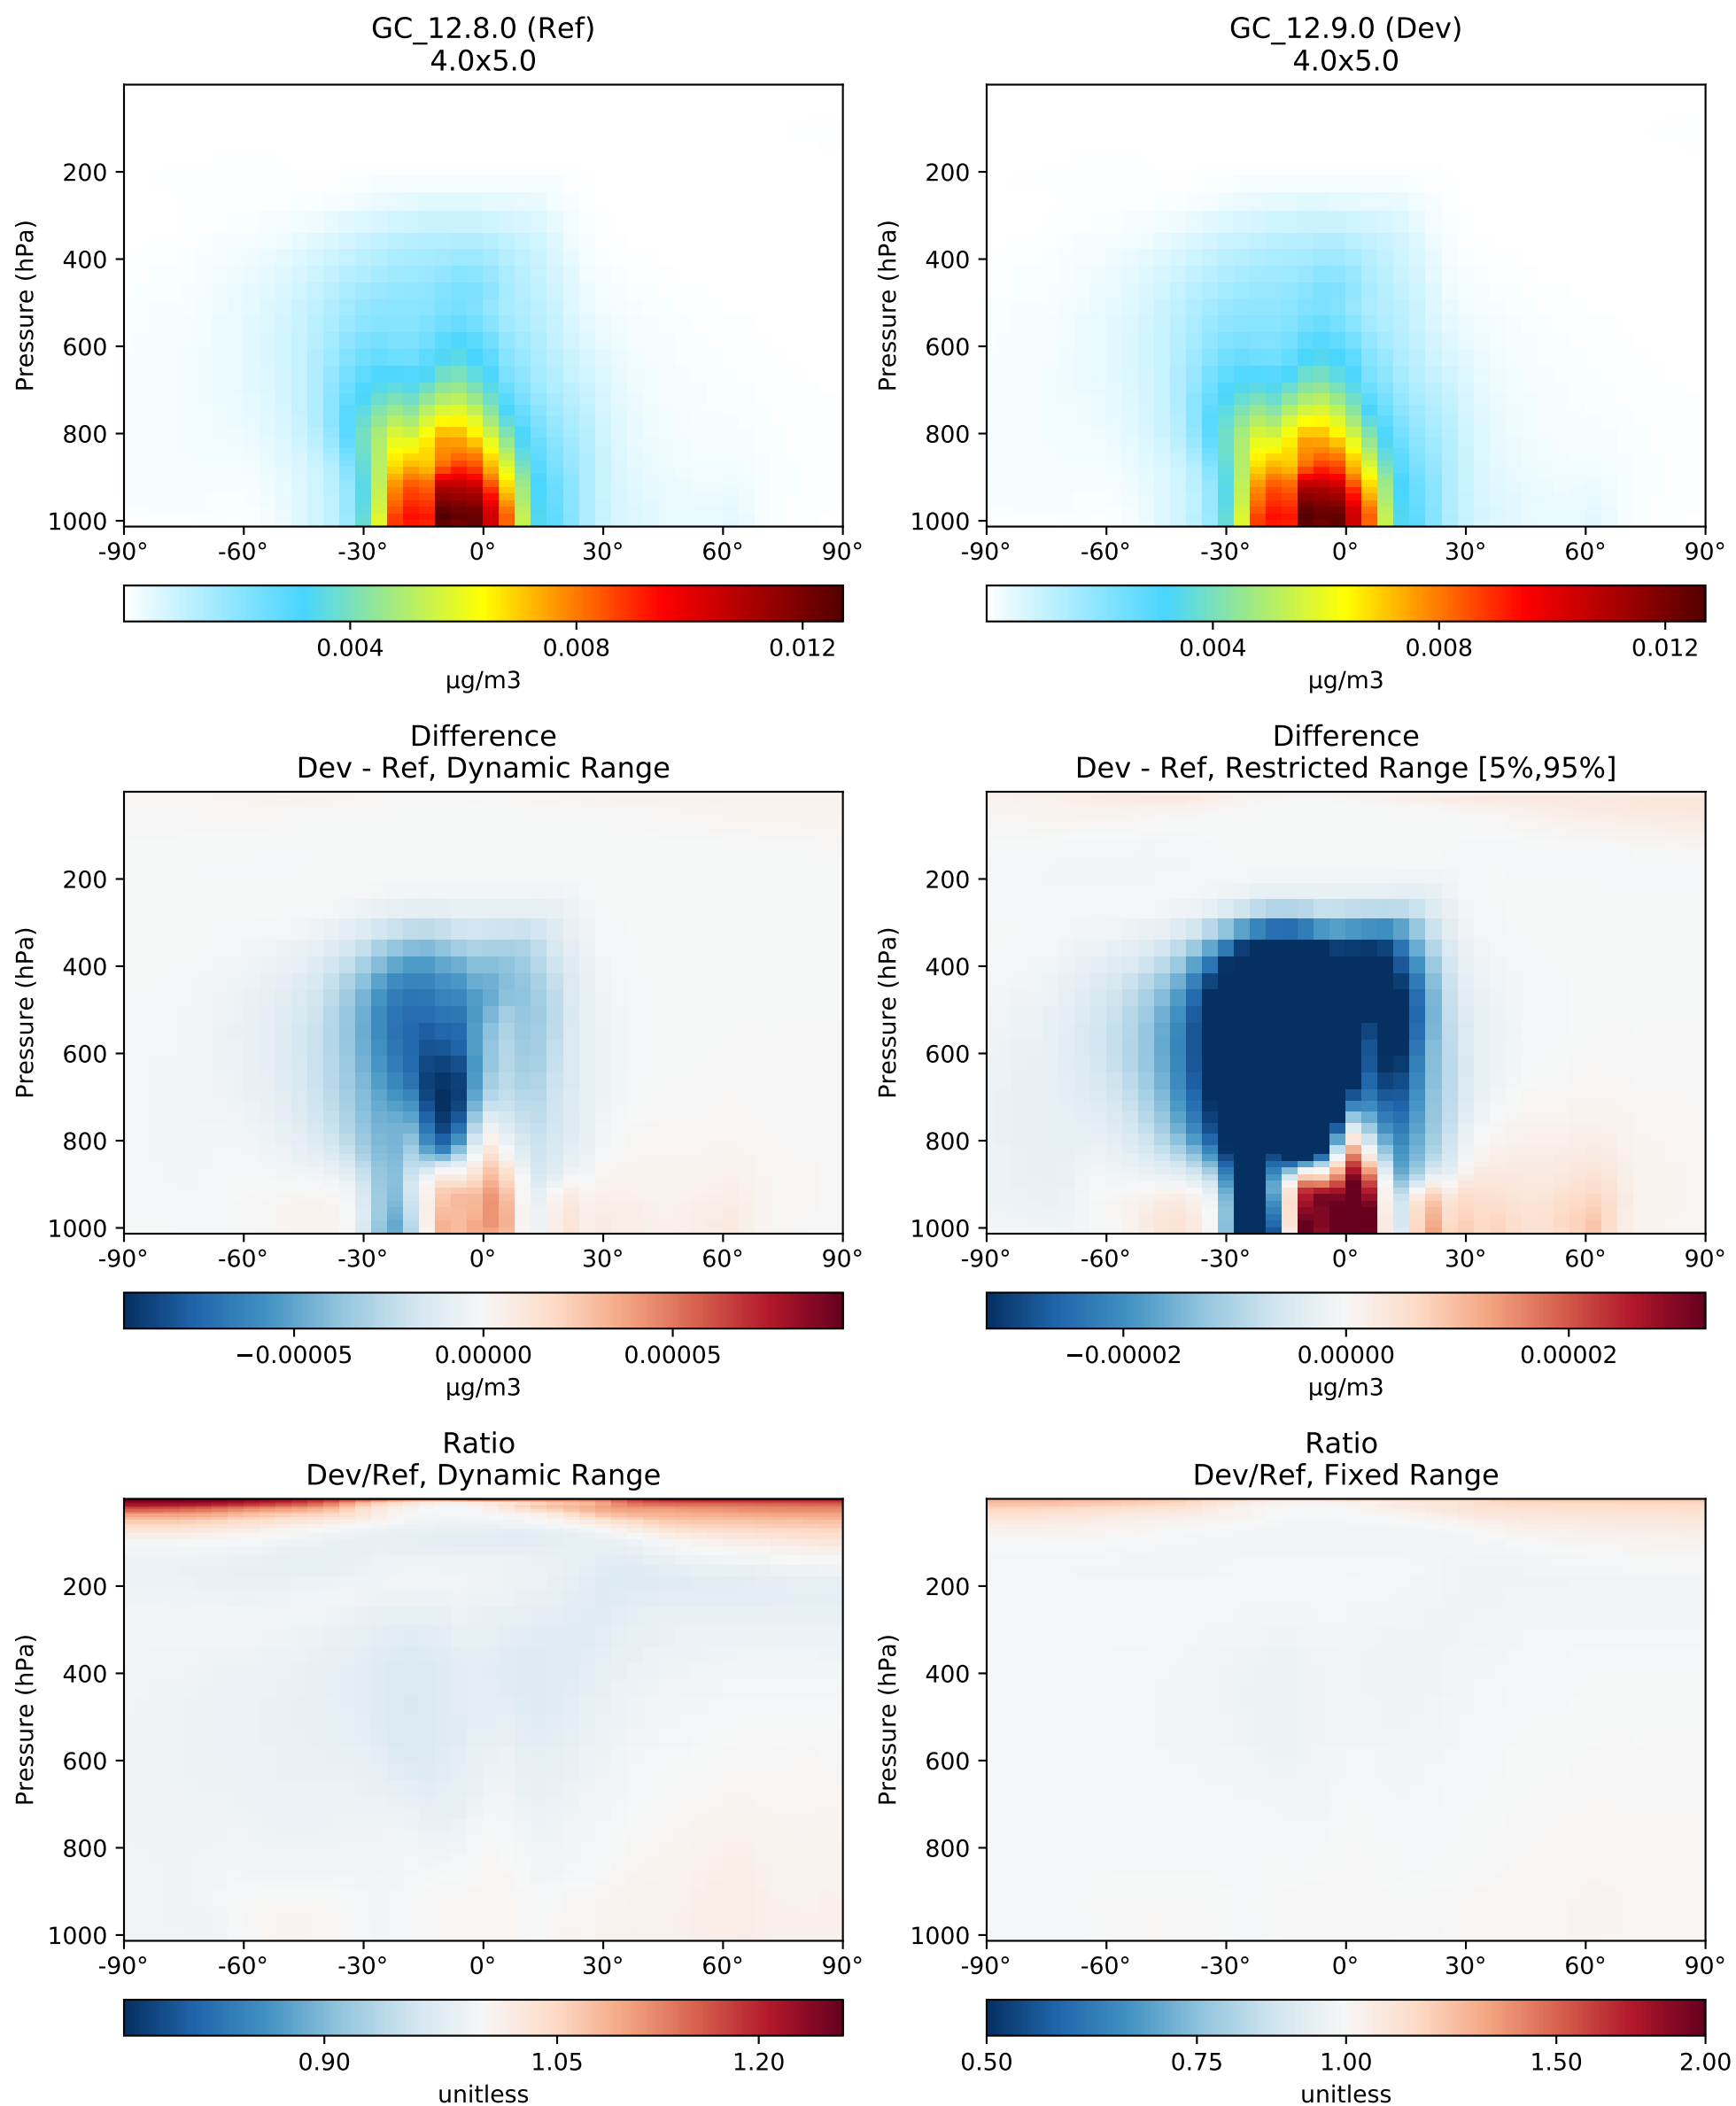 GC_12.8.0 (Ref)
4.0x5.0
Pressure (hPa)
200
400
600
800
1000
-90° -60° -30° 0° 30° 60° 90°
0.004 0.008 0.012
μg/m3
GC_12.9.0 (Dev)
4.0x5.0
Pressure (hPa)
200
400
600
800
1000
-90° -60° -30° 0° 30° 60° 90°
0.004 0.008 0.012
μg/m3
Difference
Dev - Ref, Dynamic Range
Pressure (hPa)
200
400
600
800
1000
-90° -60° -30° 0° 30° 60° 90°
−0.00005 0.00000 0.00005
μg/m3
Difference
Dev - Ref, Restricted Range [5%,95%]
Pressure (hPa)
200
400
600
800
1000
-90° -60° -30° 0° 30° 60° 90°
−0.00002 0.00000 0.00002
μg/m3
Ratio
Dev/Ref, Dynamic Range
Pressure (hPa)
200
400
600
800
1000
-90° -60° -30° 0° 30° 60° 90°
0.90 1.05 1.20
unitless
Ratio
Dev/Ref, Fixed Range
Pressure (hPa)
200
400
600
800
1000
-90° -60° -30° 0° 30° 60° 90°
0.50 0.75 1.00 1.50 2.00
unitless